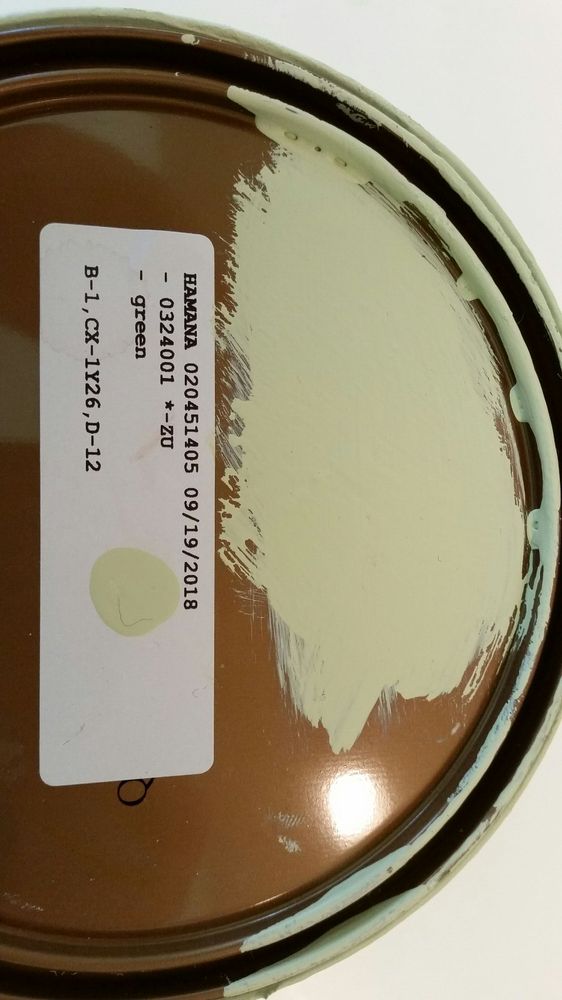 HAMANA 020451405 09/19/2018
- 0324001 *-ZU
- green
B-1,CX-1Y26,D-12